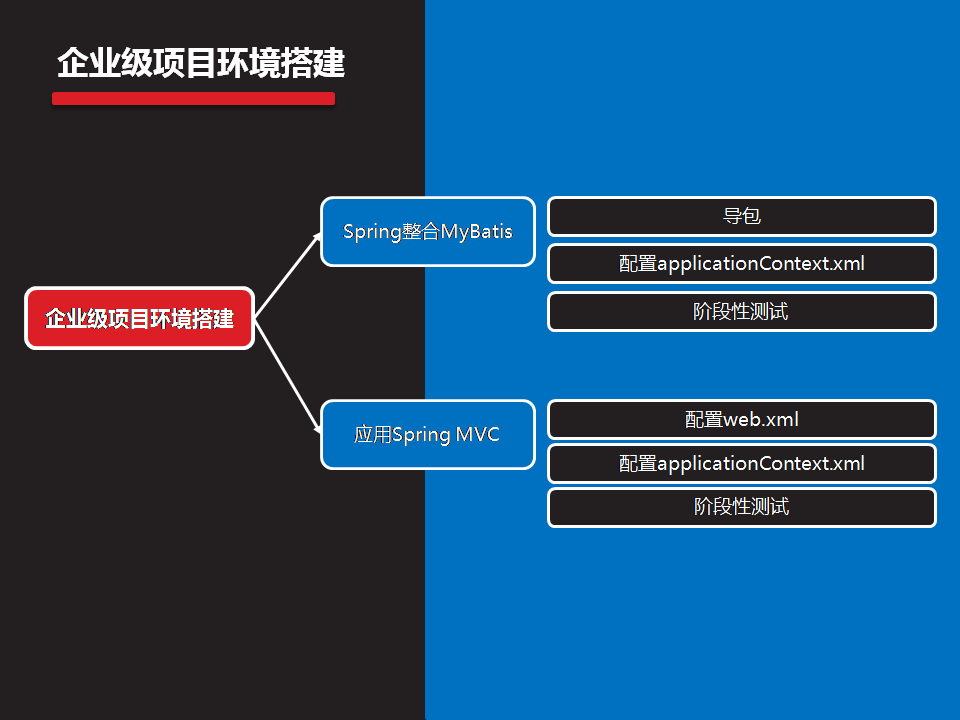 企业级项目环境搭建
企业级项目环境搭建
Spring整合MyBatis
导包
配置applicationContext.xml
阶段性测试
应用Spring MVC
配置web.xml
配置applicationContext.xml
阶段性测试